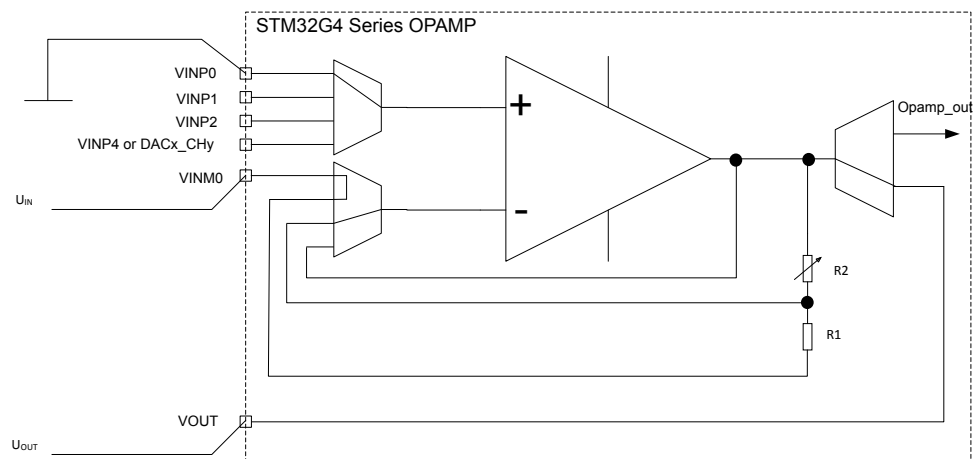 STM32G4 Series OPAMP
VINP0
VINP1
VINP2
VINP4 or DACx_CHy
VINM0
UIN
+
-
Opamp_out
R2
R1
VOUT
UOUT